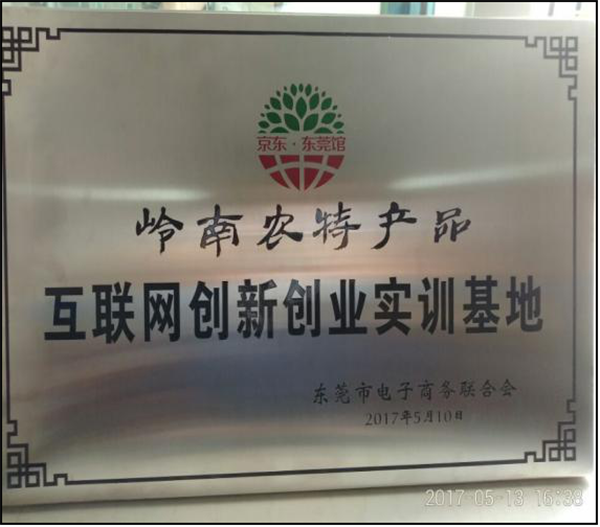 京东·东莞馆
岭南农特产品
互联网创新创业实训基地
东莞市电子商务联合会
2017年5月10日
2017-05-13 16:38